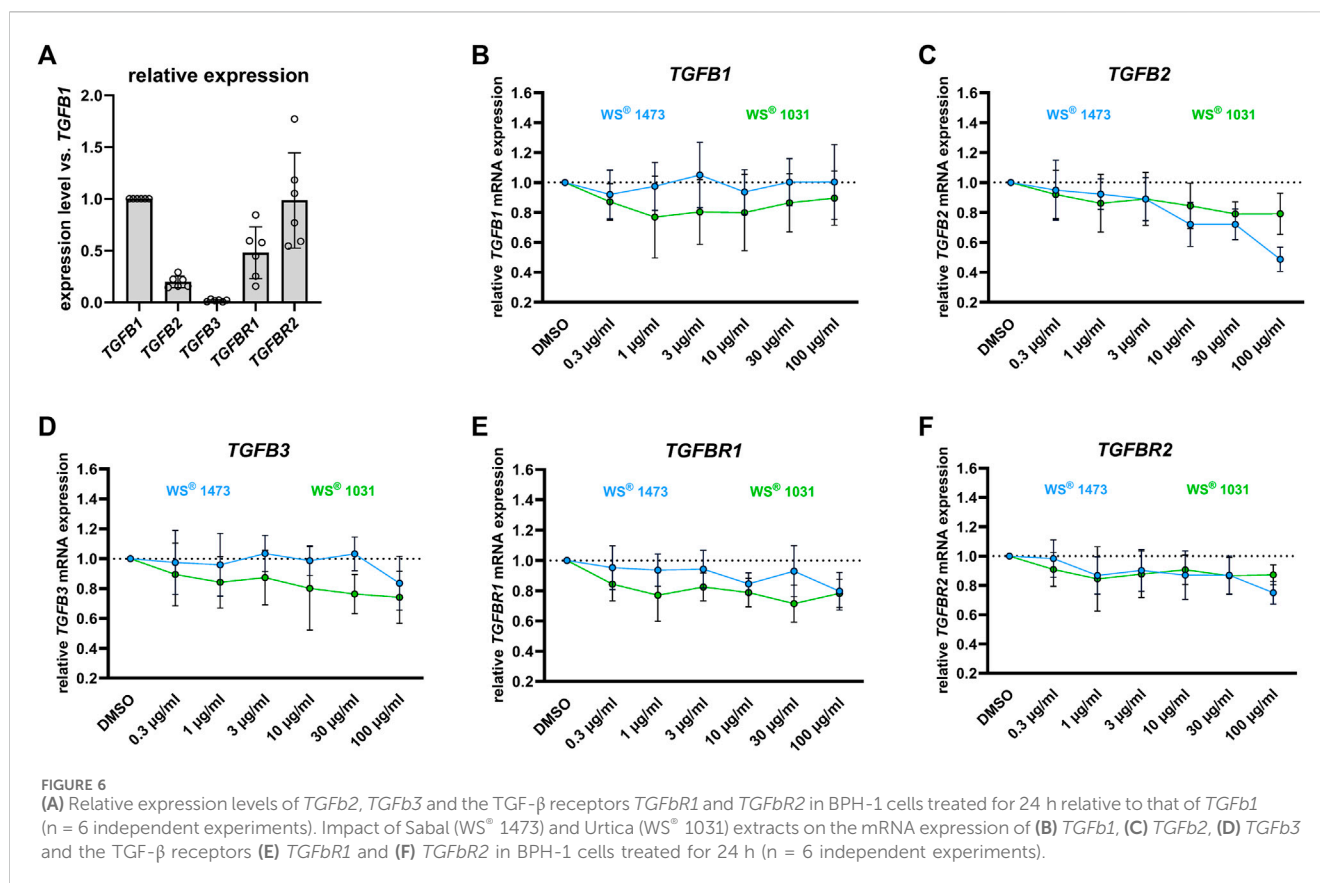 A
relative expression
expression level vs. TGFB1
2.0
1.5
1.0
0.5
0.0
TGFB1
TGFB2
TGFB3
TGFBR1
TGFBR2
B
TGFB1
WS® 1473
WS® 1031
relative TGFB1 mRNA expression
1.6
1.4
1.2
1.0
0.8
0.6
0.4
0.2
DMSO
0.3 µg/ml
1 µg/ml
3 µg/ml
10 µg/ml
30 µg/ml
100 µg/ml
C
TGFB2
WS® 1473
WS® 1031
relative TGFB2 mRNA expression
1.6
1.4
1.2
1.0
0.8
0.6
0.4
0.2
DMSO
0.3 µg/ml
1 µg/ml
3 µg/ml
10 µg/ml
30 µg/ml
100 µg/ml
D
TGFB3
WS® 1473
WS® 1031
relative TGFB3 mRNA expression
1.6
1.4
1.2
1.0
0.8
0.6
0.4
0.2
DMSO
0.3 µg/ml
1 µg/ml
3 µg/ml
10 µg/ml
30 µg/ml
100 µg/ml
E
TGFBR1
WS® 1473
WS® 1031
relative TGFBR1 mRNA expression
1.6
1.4
1.2
1.0
0.8
0.6
0.4
0.2
DMSO
0.3 µg/ml
1 µg/ml
3 µg/ml
10 µg/ml
30 µg/ml
100 µg/ml
F
TGFBR2
WS® 1473
WS® 1031
relative TGFBR2 mRNA expression
1.6
1.4
1.2
1.0
0.8
0.6
0.4
0.2
DMSO
0.3 µg/ml
1 µg/ml
3 µg/ml
10 µg/ml
30 µg/ml
100 µg/ml
FIGURE 6
(A) Relative expression levels of TGFb2, TGFb3 and the TGF-β receptors TGFbR1 and TGFbR2 in BPH-1 cells treated for 24 h relative to that of TGFb1
(n = 6 independent experiments). Impact of Sabal (WS® 1473) and Urtica (WS® 1031) extracts on the mRNA expression of (B) TGFb1, (C) TGFb2, (D) TGFb3
and the TGF-β receptors (E) TGFbR1 and (F) TGFbR2 in BPH-1 cells treated for 24 h (n = 6 independent experiments).